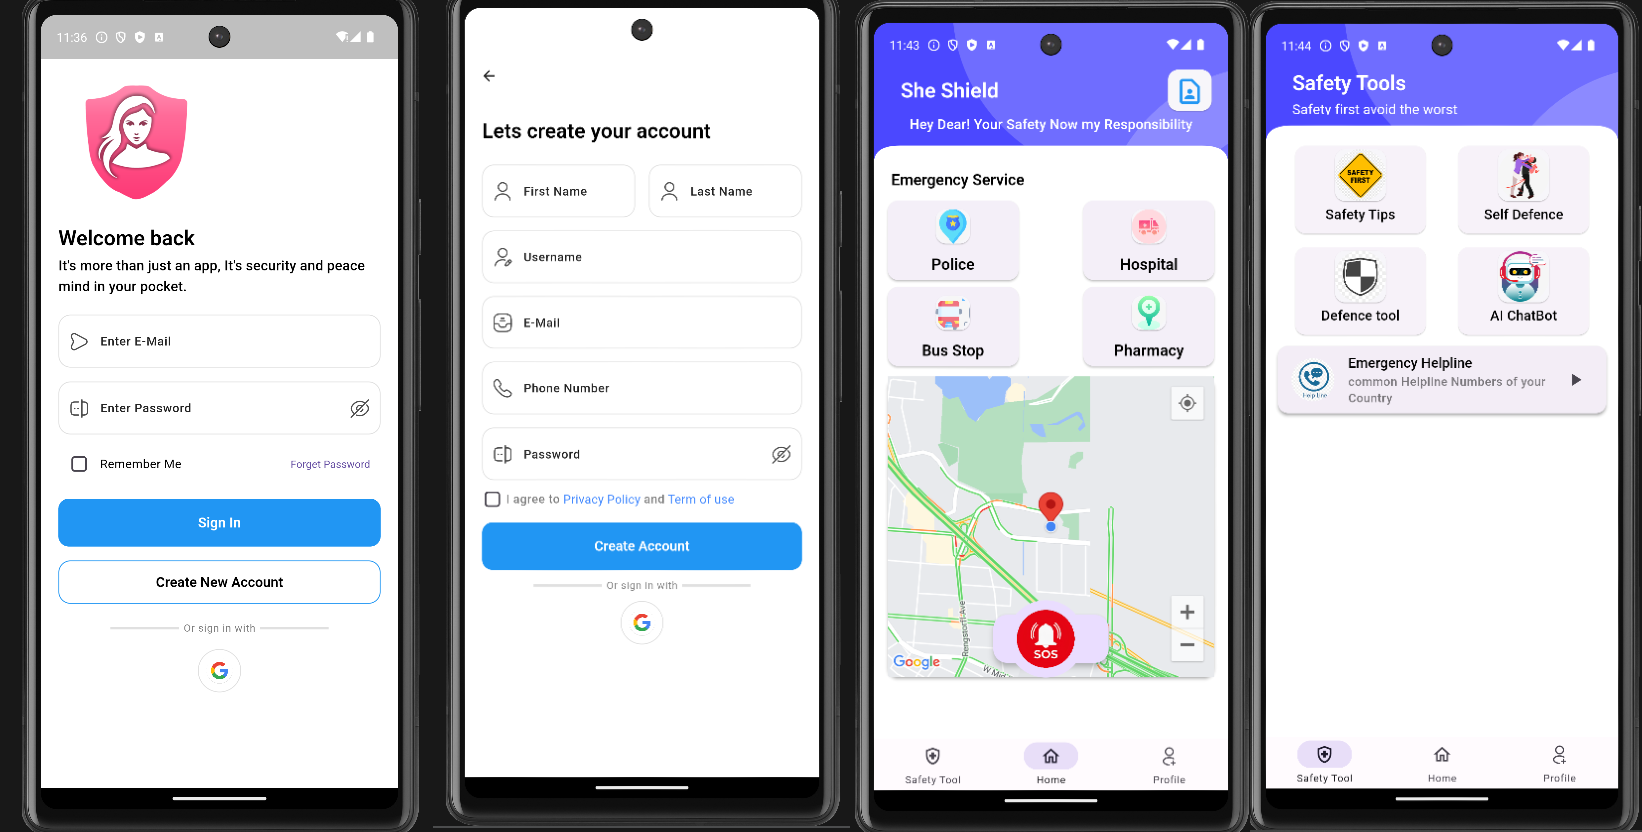 11:36
Welcome back
It's more than just an app, It's security and peace
mind in your pocket.
Enter E-Mail
Enter Password
Remember Me
Forget Password
Sign In
Create New Account
Or sign in with
Lets create your account
First Name
Last Name
Username
E-Mail
Phone Number
Password
I agree to Privacy Policy and Term of use
Create Account
Or sign in with
11:43
She Shield
Hey Dear! Your Safety Now my Responsibility
Emergency Service
Police
Hospital
Bus Stop
Pharmacy
Rengstorff Ave
SOS
Google
Safety Tool
Home
Profile
11:44
Safety Tools
Safety first avoid the worst
SAFETY
FIRST
Safety Tips
Self Defence
Defence tool
AI ChatBot
Emergency Helpline
common Helpline Numbers of your
Country
Help line
Safety Tool
Home
Profile